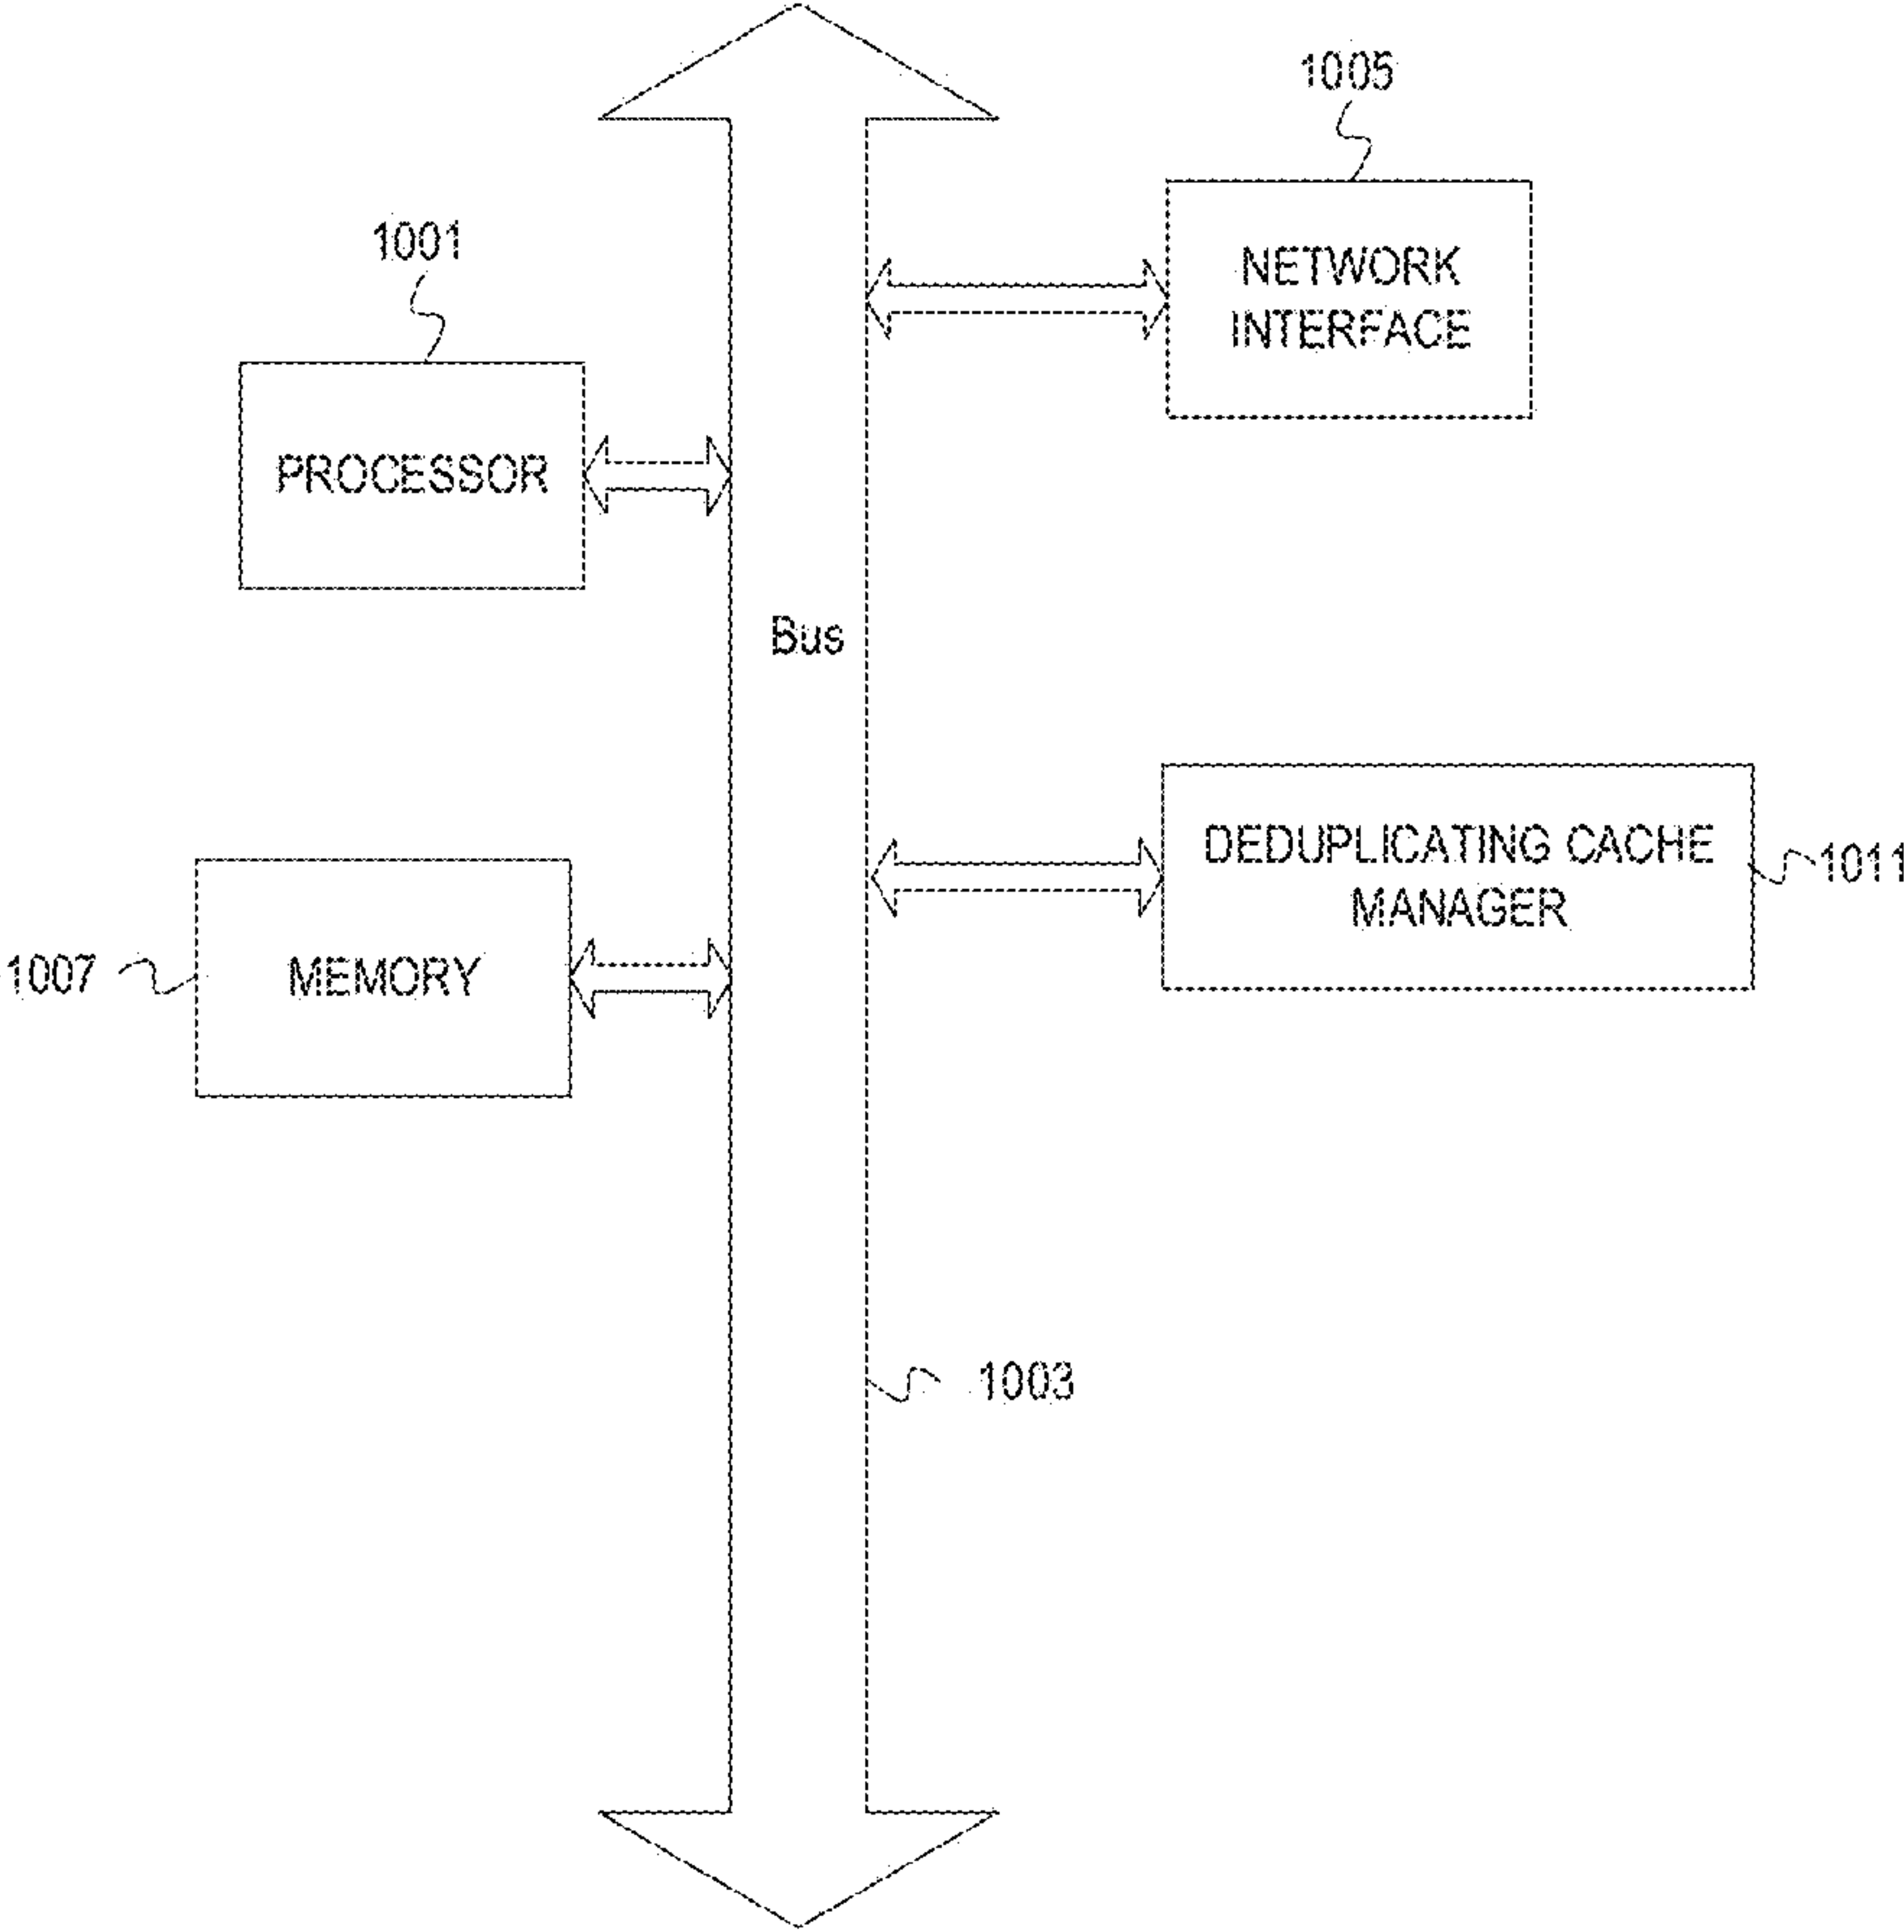 1005
1001
NETWORK
INTERFACE
PROCESSOR
Bus
DEDUPLICATING CACHE
MANAGER
1011
1007
MEMORY
1003